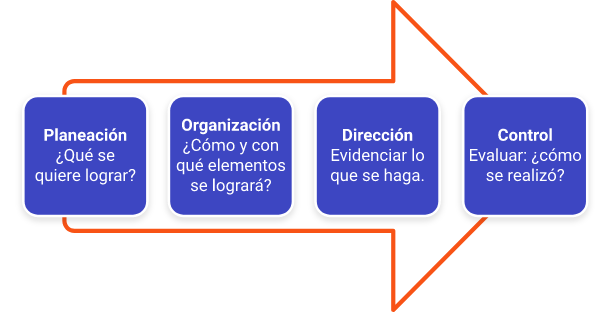 Planeación
¿Qué se
quiere lograr?
Organización
¿Cómo y con
qué elementos
se logrará?
Dirección
Evidenciar lo
que se haga.
Control
Evaluar: ¿cómo
se realizó?